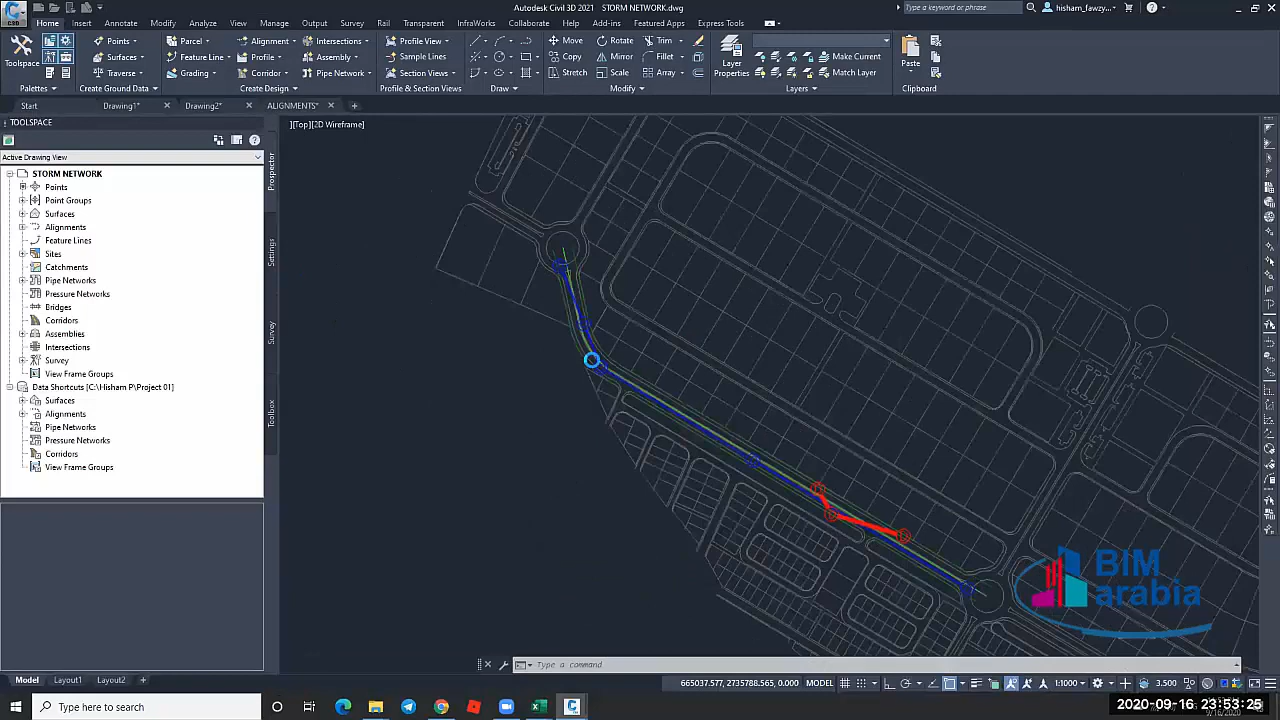 Autodesk Civil 3D 2021 STORM NETWORK.dwg
Type a keyword or phrase
hisham_fawzy...
Home Insert Annotate Modify Analyze View Manage Output Survey Rail Transparent InfraWorks Collaborate Help Add-ins Featured Apps Express Tools
Points Parcel Alignment Intersections Profile View Move Rotate Trim
Toolspace Surfaces Feature Line Profile Assembly Sample Lines Copy Mirror Fillet Layer Properties Make Current Paste
Traverse Grading Corridor Pipe Network Section Views Stretch Scale Array Match Layer
Palettes Create Ground Data Create Design Profile & Section Views Draw Modify Layers Clipboard
Start Drawing1* Drawing2* ALIGNMENTS*
TOOLSPACE
][Top][2D Wireframe]
Active Drawing View
STORM NETWORK
Points
Point Groups
Surfaces
Alignments
Feature Lines
Sites
Catchments
Pipe Networks
Pressure Networks
Bridges
Corridors
Assemblies
Intersections
Survey
View Frame Groups
Data Shortcuts [C:\Hisham P\Project 01]
Surfaces
Alignments
Pipe Networks
Pressure Networks
Corridors
View Frame Groups
Prospector
Settings
Survey
Toolbox
BIM
arabia
Type a command
Model Layout1 Layout2 +
665037.577, 2735788.565, 0.000 MODEL 1:1000 3.500
Type here to search
2020-09-16 23:53:25